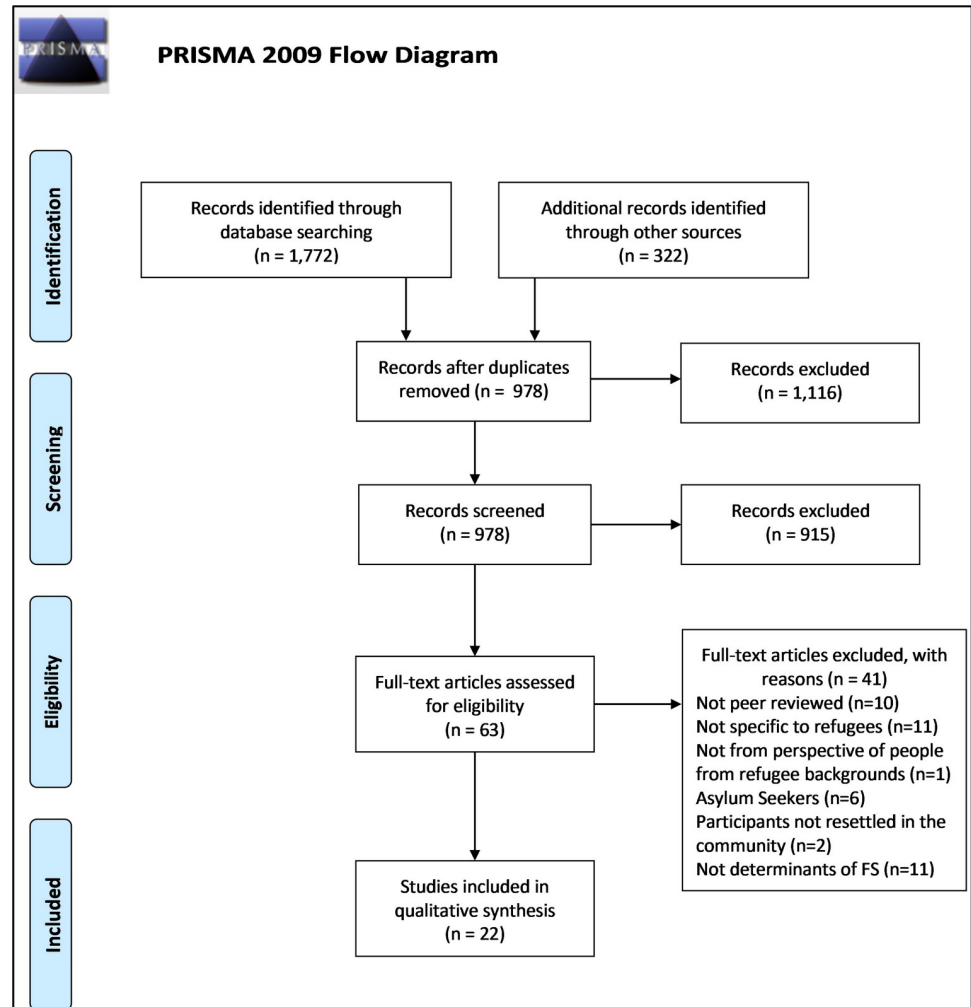 PRISMA
PRISMA 2009 Flow Diagram
Identification
Records identified through
database searching
(n = 1,772)
Additional records identified
through other sources
(n = 322)
Records after duplicates
removed (n = 978)
Records excluded
(n = 1,116)
Screening
Records screened
(n = 978)
Records excluded
(n = 915)
Eligibility
Full-text articles assessed
for eligibility
(n = 63)
Full-text articles excluded, with
reasons (n = 41)
Not peer reviewed (n=10)
Not specific to refugees (n=11)
Not from perspective of people
from refugee backgrounds (n=1)
Asylum Seekers (n=6)
Participants not resettled in the
community (n=2)
Not determinants of FS (n=11)
Included
Studies included in
qualitative synthesis
(n = 22)